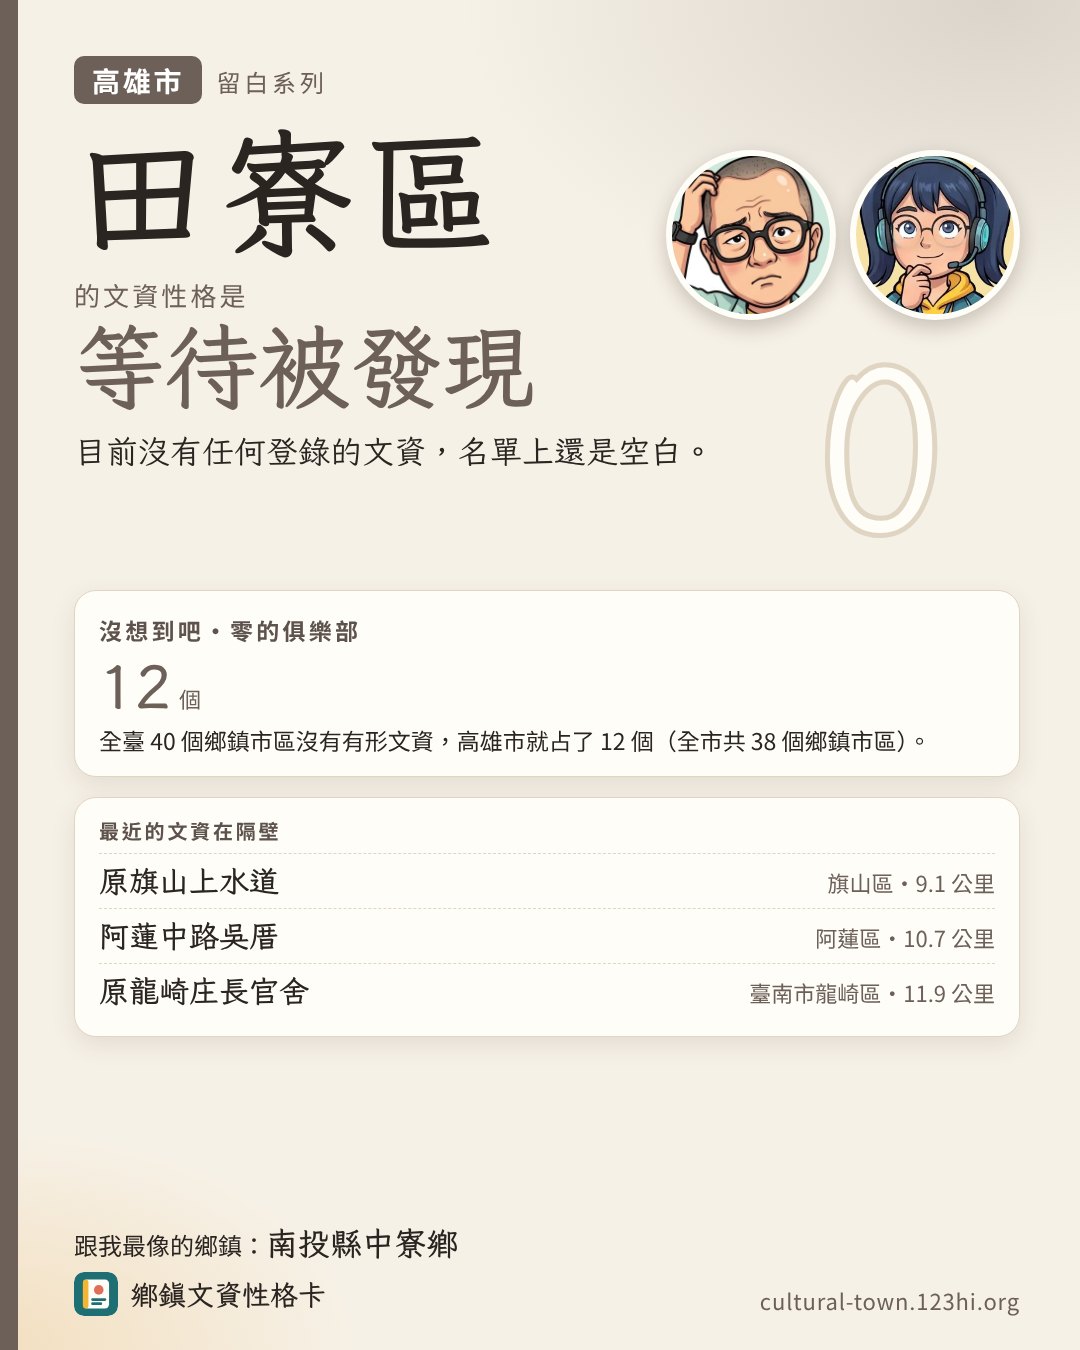 高雄市 留白系列
田寮區
的文資性格是
等待被發現
目前沒有任何登錄的文資，名單上還是空白。
0
沒想到吧・零的俱樂部
12 個
全臺 40 個鄉鎮市區沒有有形文資，高雄市就占了 12 個（全市共 38 個鄉鎮市區）。
最近的文資在隔壁
原旗山上水道 旗山區・9.1 公里
阿蓮中路吳厝 阿蓮區・10.7 公里
原龍崎庄長官舍 臺南市龍崎區・11.9 公里
跟我最像的鄉鎮：南投縣中寮鄉
鄉鎮文資性格卡
cultural-town.123hi.org